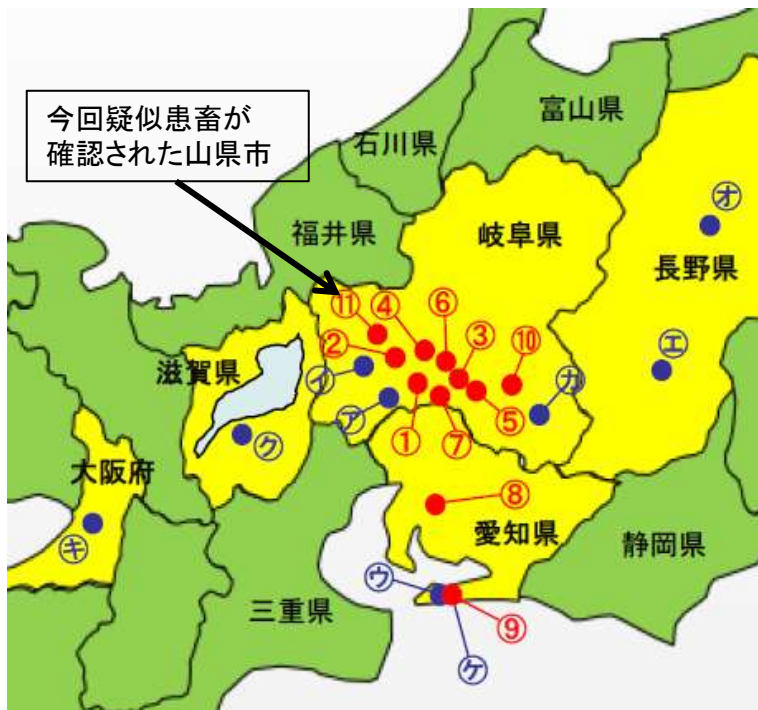 今回疑似患畜が
確認された山県市
富山県
石川県
福井県
岐阜県
長野県
滋賀県
大阪府
三重県
愛知県
静岡県
⑪
④
⑥
③
⑩
②
①
⑦
⑤
⑧
⑨
㋔
㋓
㋕
㋑
㋐
㋗
㋖
㋒
㋘